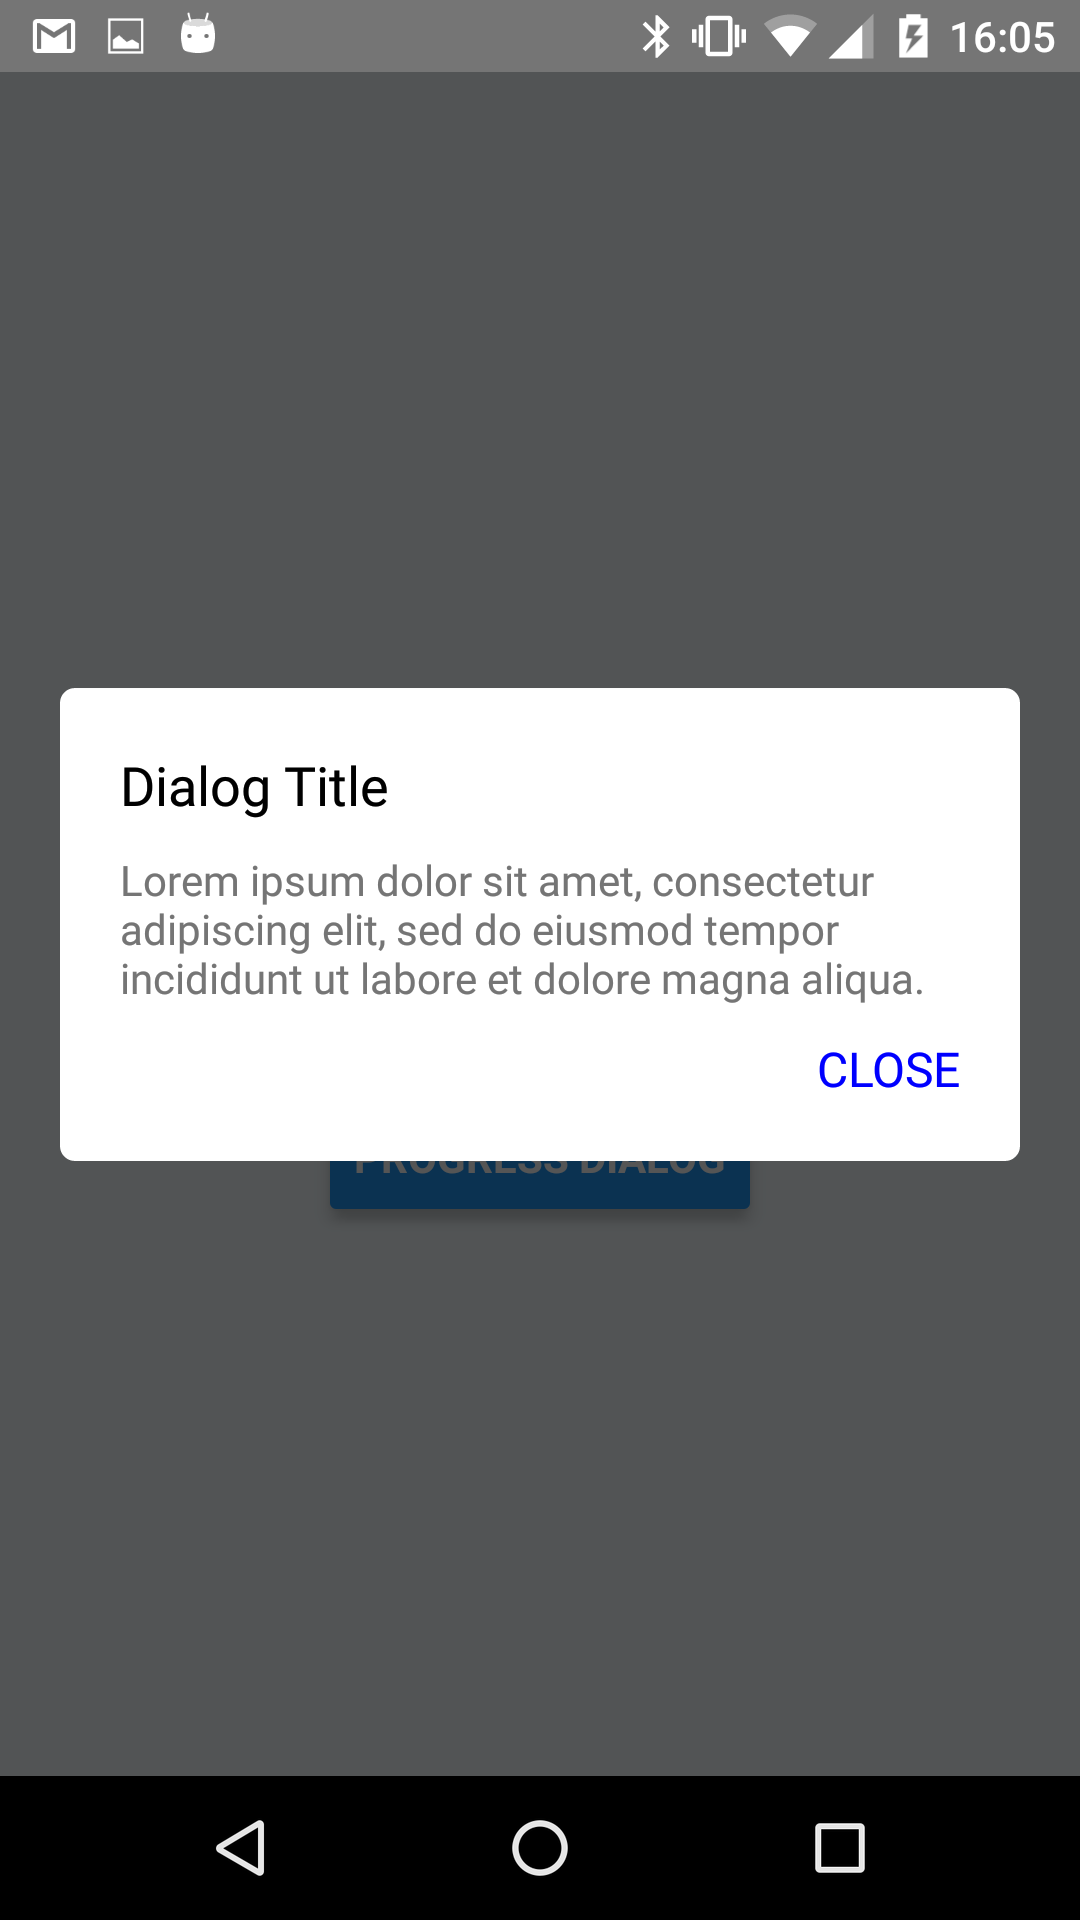 16:05
Dialog Title
Lorem ipsum dolor sit amet, consectetur
adipiscing elit, sed do eiusmod tempor
incididunt ut labore et dolore magna aliqua.
CLOSE
PROGRESS DIALOG